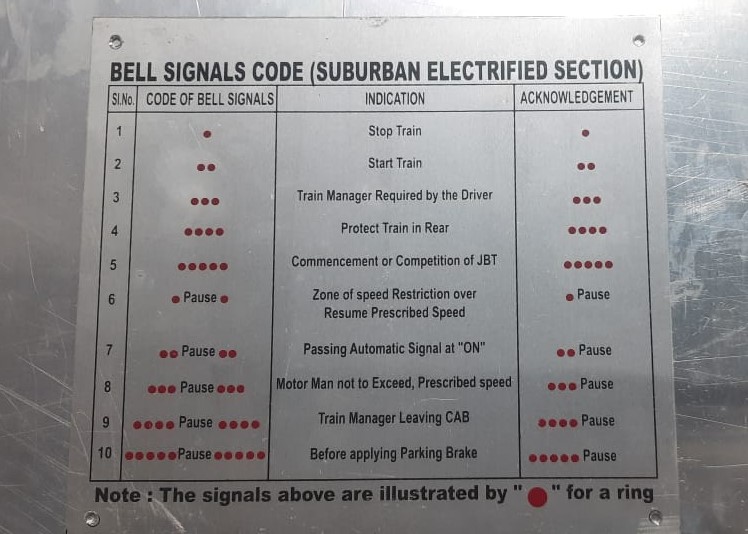 BELL SIGNALS CODE (SUBURBAN ELECTRIFIED SECTION)
Sl.No. CODE OF BELL SIGNALS INDICATION ACKNOWLEDGEMENT
1 ● Stop Train ●
2 ●● Start Train ●●
3 ●●● Train Manager Required by the Driver ●●●
4 ●●●● Protect Train in Rear ●●●●
5 ●●●●● Commencement or Competition of JBT ●●●●●
6 ● Pause ● Zone of speed Restriction over ● Pause
Resume Prescribed Speed
7 ●● Pause ●● Passing Automatic Signal at "ON" ●● Pause
8 ●●● Pause ●●● Motor Man not to Exceed, Prescribed speed ●●● Pause
9 ●●●● Pause ●●●● Train Manager Leaving CAB ●●●● Pause
10 ●●●●● Pause ●●●●● Before applying Parking Brake ●●●●● Pause
Note : The signals above are illustrated by " ● " for a ring